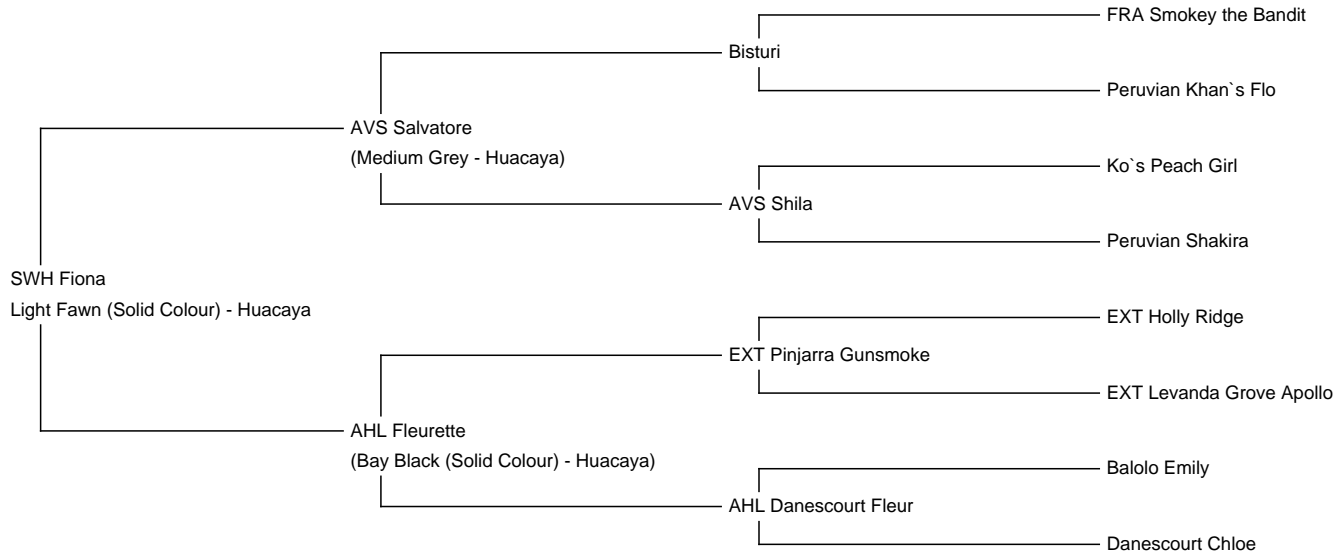 FRA Smokey the Bandit
Bisturi
Peruvian Khan`s Flo
AVS Salvatore
(Medium Grey - Huacaya)
Ko`s Peach Girl
AVS Shila
Peruvian Shakira
SWH Fiona
Light Fawn (Solid Colour) - Huacaya
EXT Holly Ridge
EXT Pinjarra Gunsmoke
EXT Levanda Grove Apollo
AHL Fleurette
(Bay Black (Solid Colour) - Huacaya)
Balolo Emily
AHL Danescourt Fleur
Danescourt Chloe